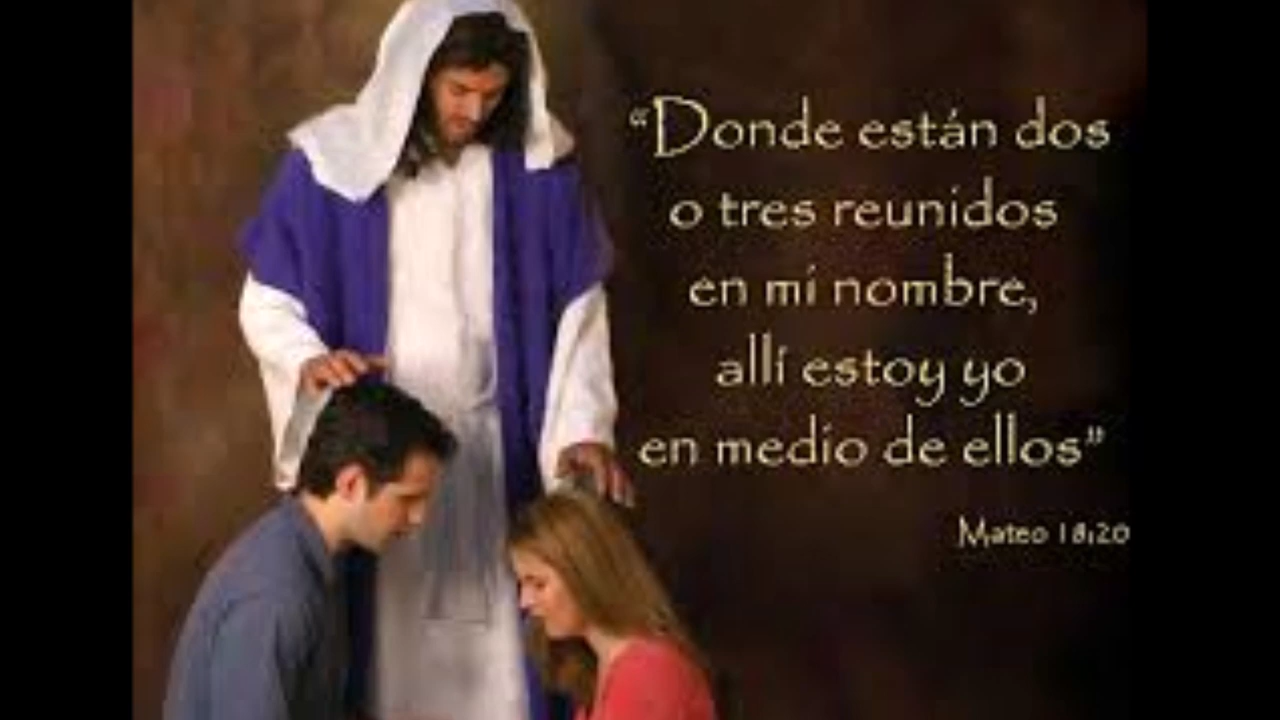 “Donde están dos
o tres reunidos
en mi nombre,
allí estoy yo
en medio de ellos”
Mateo 18:20